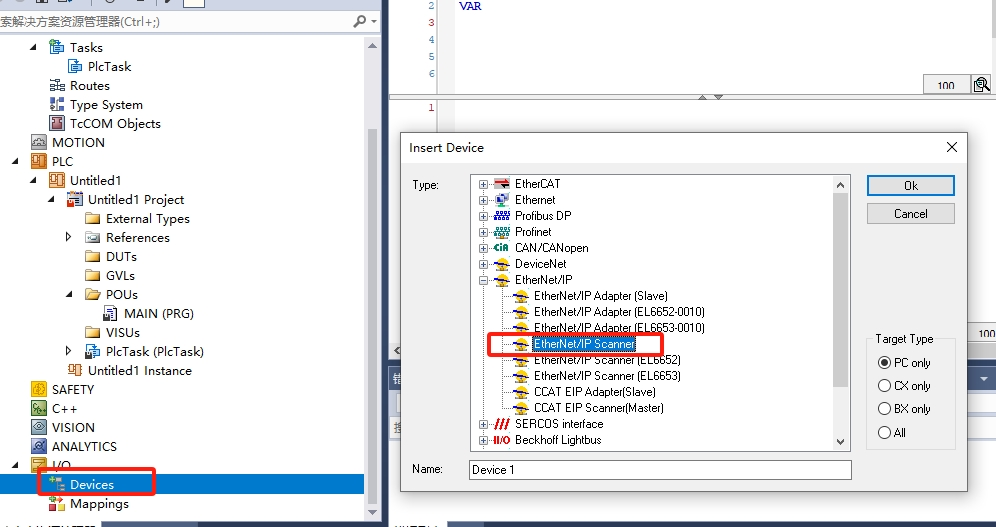 索解决方案资源管理器(Ctrl+;)
Tasks
PlcTask
Routes
Type System
TcCOM Objects
MOTION
PLC
Untitled1
Untitled1 Project
External Types
References
DUTs
GVLs
POUs
MAIN (PRG)
VISUs
PlcTask (PlcTask)
Untitled1 Instance
SAFETY
C++
VISION
ANALYTICS
I/O
Devices
Mappings
2
VAR
3
4
5
6
100
1
Insert Device
Type:
EtherCAT
Ethernet
Profibus DP
Profinet
CiA
CAN/CANopen
DeviceNet
EtherNet/IP
EtherNet/IP Adapter (Slave)
EtherNet/IP Adapter (EL6652-0010)
EtherNet/IP Adapter (EL6653-0010)
EtherNet/IP Scanner
EtherNet/IP Scanner (EL6652)
EtherNet/IP Scanner (EL6653)
CCAT EIP Adapter(Slave)
CCAT EIP Scanner(Master)
SERCOS interface
II/O
Beckhoff Lightbus
Ok
Cancel
Target Type
PC only
CX only
BX only
All
Name:
Device 1
100